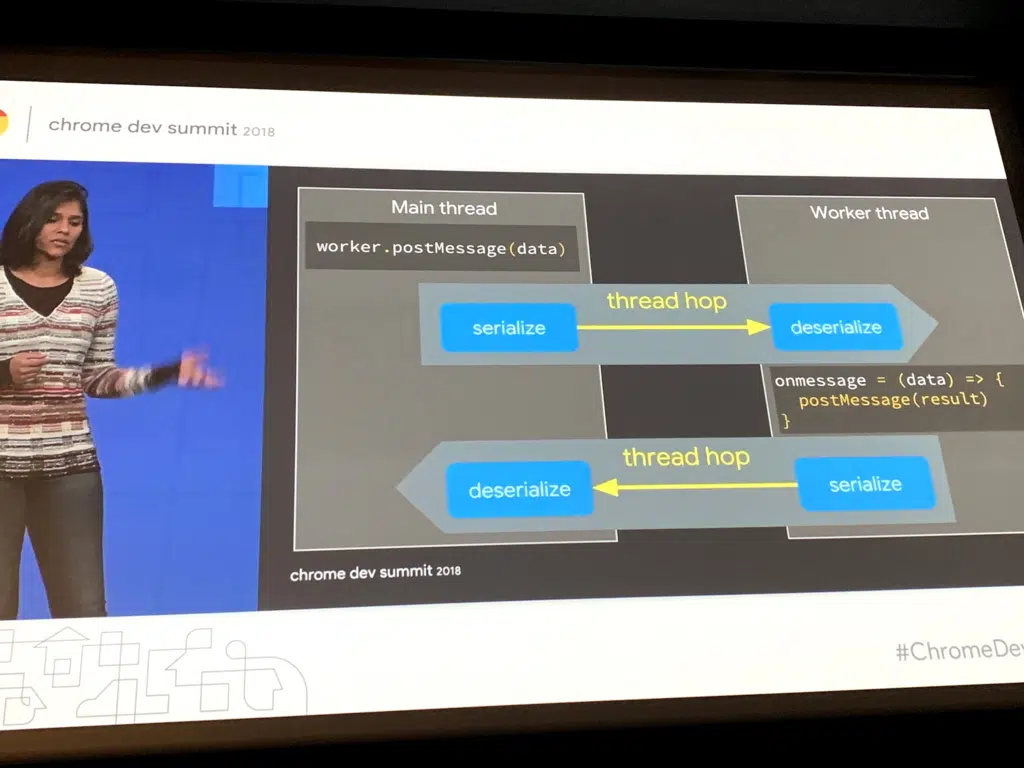 chrome dev summit 2018
Main thread
Worker thread
worker.postMessage(data)
thread hop
serialize
deserialize
onmessage = (data) => {
postMessage(result)
}
thread hop
deserialize
serialize
chrome dev summit 2018
#ChromeDev